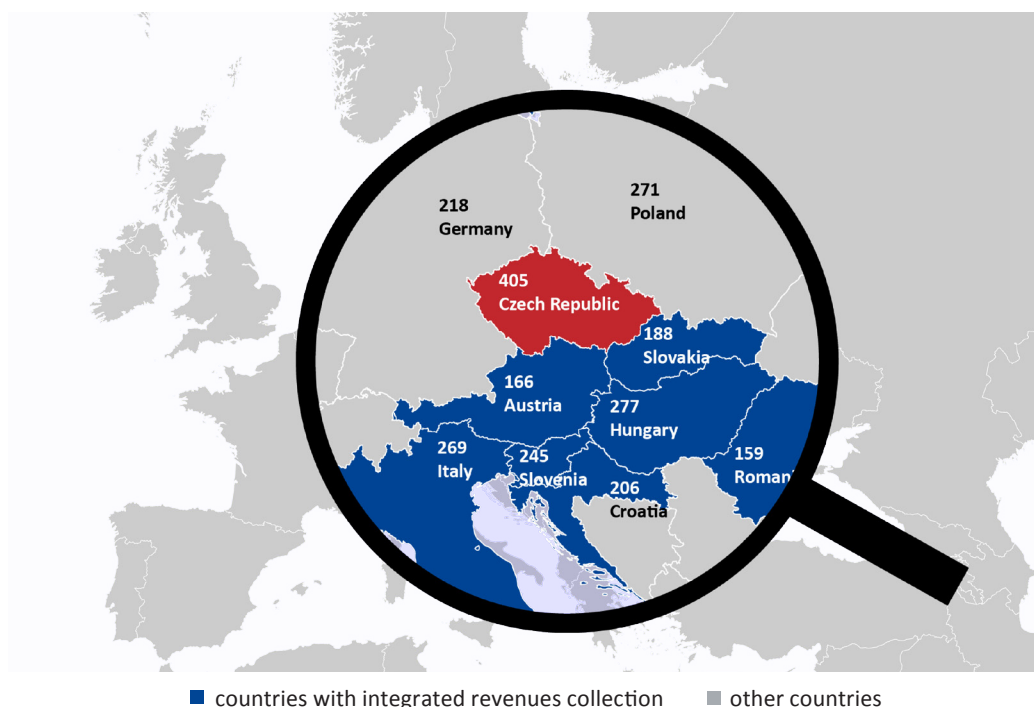 271
Poland
218
Germany
405
Czech Republic
188
Slovakia
166
Austria
277
Hungary
269
Italy
245
Slovenia
159
Roman
206
Croatia
countries with integrated revenues collection
other countries